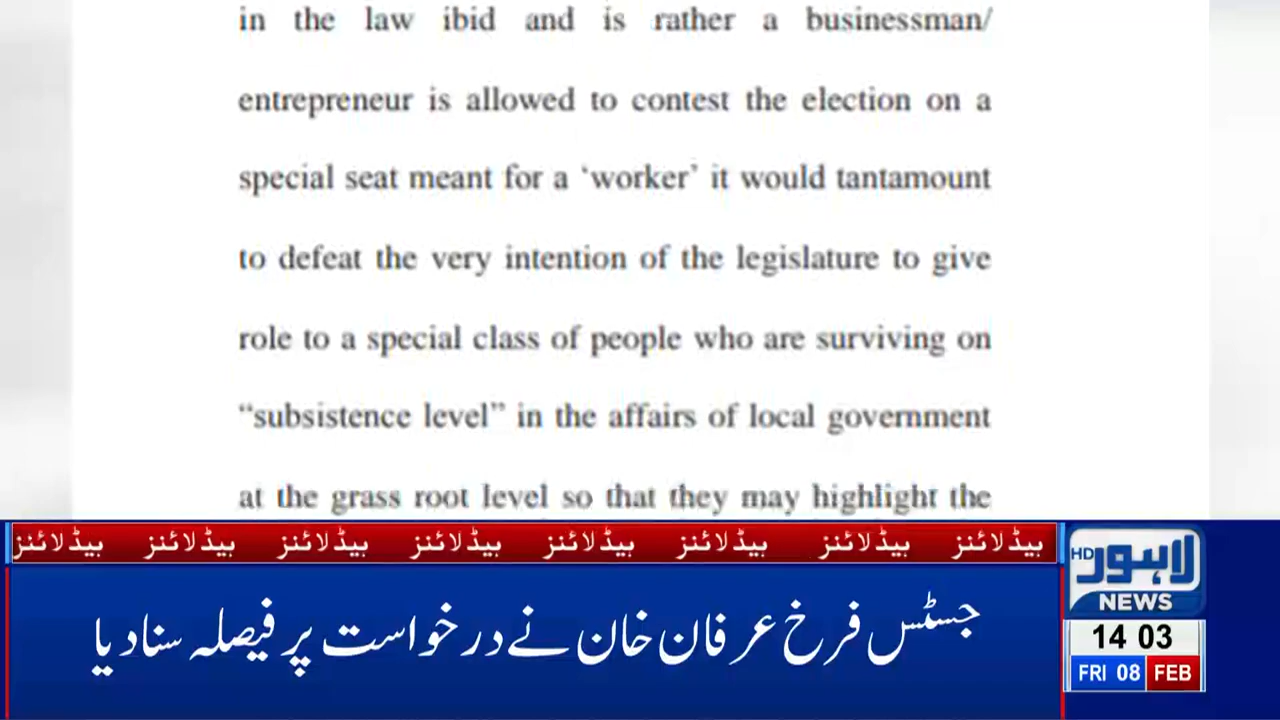 in the law ibid and is rather a businessman/
entrepreneur is allowed to contest the election on a
special seat meant for a ‘worker’ it would tantamount
to defeat the very intention of the legislature to give
role to a special class of people who are surviving on
“subsistence level” in the affairs of local government
at the grass root level so that they may highlight the
ہیڈلائنز ہیڈلائنز ہیڈلائنز ہیڈلائنز ہیڈلائنز ہیڈلائنز ہیڈلائنز ہیڈلائنز
جسٹس فرخ عرفان خان نے درخواست پر فیصلہ سنادیا
لاہور HD
NEWS
14 03
FRI 08 FEB